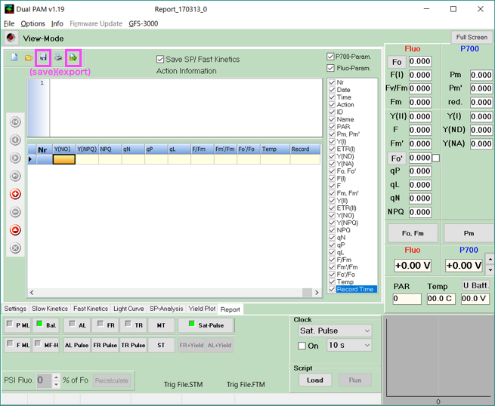 Dual PAM v1.19 Report_170313_0
File Options Info Firmware Update GFS-3000
View-Mode Full Screen
(save)(export)
Save SP/ Fast Kinetics
Action Information
P700-Param.
Fluo-Param.
1
Nr
Date
Time
Action
ID
Name
PAR
Pm, Pm'
Y(I)
ETR(I)
Y(ND)
Y(NA)
Fo, Fo'
F(I)
F
Fm, Fm'
Y(II)
ETR(II)
Y(NO)
Y(NPQ)
NPQ
qN
qP
qL
F/Fm
Fm'/Fm
Fo'/Fo
Temp
Record Time
Nr Y(NO) Y(NPQ) NPQ qN qP qL F/Fm Fm'/Fm Fo'/Fo Temp Record
Fluo P700
Fo 0.000
F(I) 0.000 Pm 0.000
Fv/Fm 0.000 Pm' 0.000
Fm 0.000 red. 0.000
Y(II) 0.000 Y(I) 0.000
F 0.000 Y(ND) 0.000
Fm' 0.000 Y(NA) 0.000
Fo' 0.000
qP 0.000
qL 0.000
qN 0.000
NPQ 0.000
Fo, Fm Pm
Fluo P700
+0.00 V +0.00 V
PAR Temp U Batt.
0 00.0 C 00.0 V
Settings Slow Kinetics Fast Kinetics Light Curve SP-Analysis Yield Plot Report
P ML Bal. AL FR TR MT Sat-Pulse
F ML MF-H AL Pulse FR Pulse TR Pulse ST FR+Yield AL+Yield
Clock
Sat. Pulse
On 10 s
Script
Load Run
PSI Fluo. 0 % of Fo Recalculate Trig File.STM Trig File.FTM
0